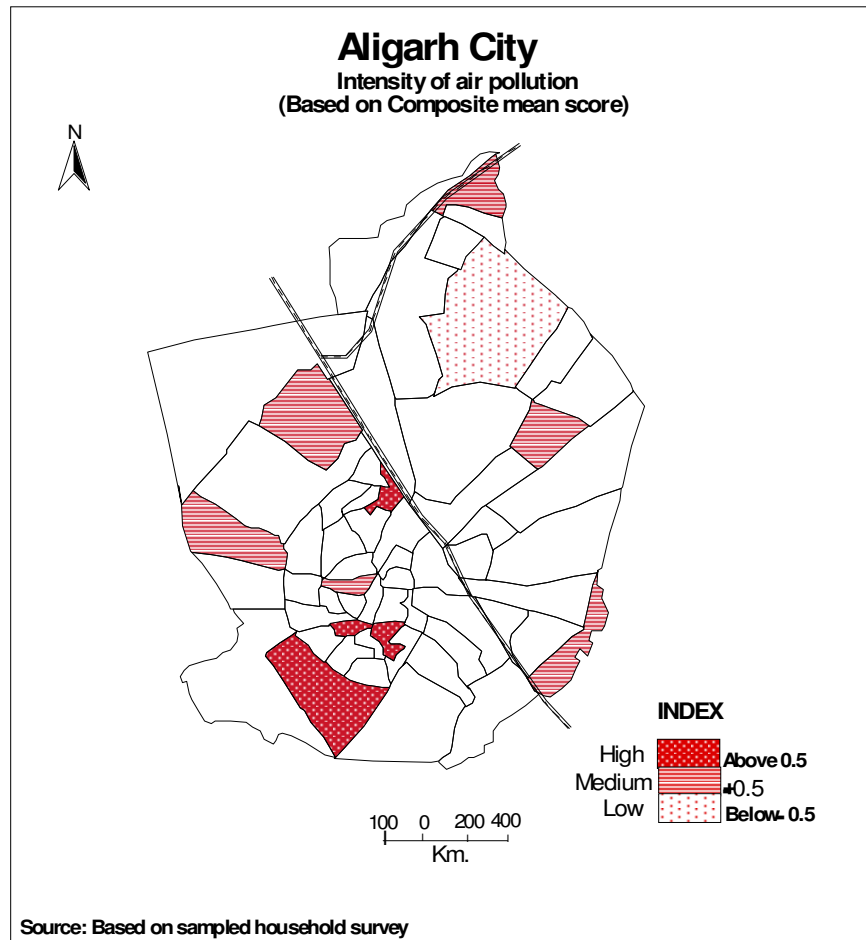 Aligarh City
Intensity of air pollution
(Based on Composite mean score)
N
INDEX
High Above 0.5
Medium +0.5
Low Below- 0.5
100 0 200 400
Km.
Source: Based on sampled household survey